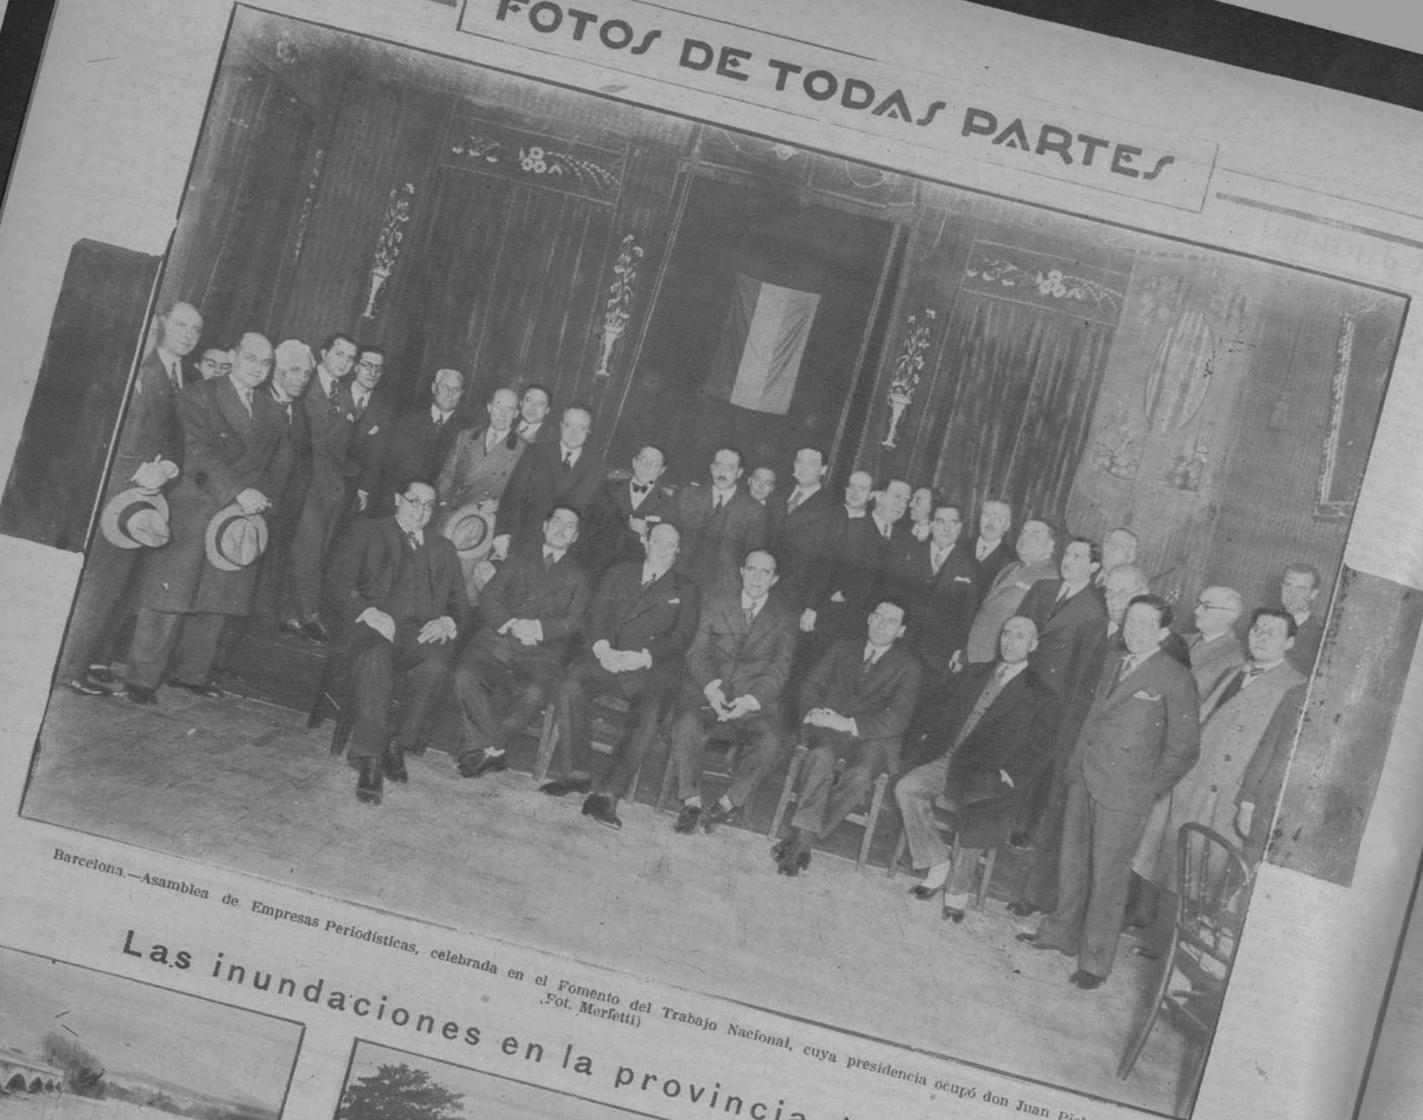 FOTOS DE TODAS PARTES
Barcelona.—Asamblea de Empresas Periodísticas, celebrada en el Fomento del Trabajo Nacional, cuya presidencia ocupó don Juan
(Fot. Merletti)
Las inundaciones en la provincia